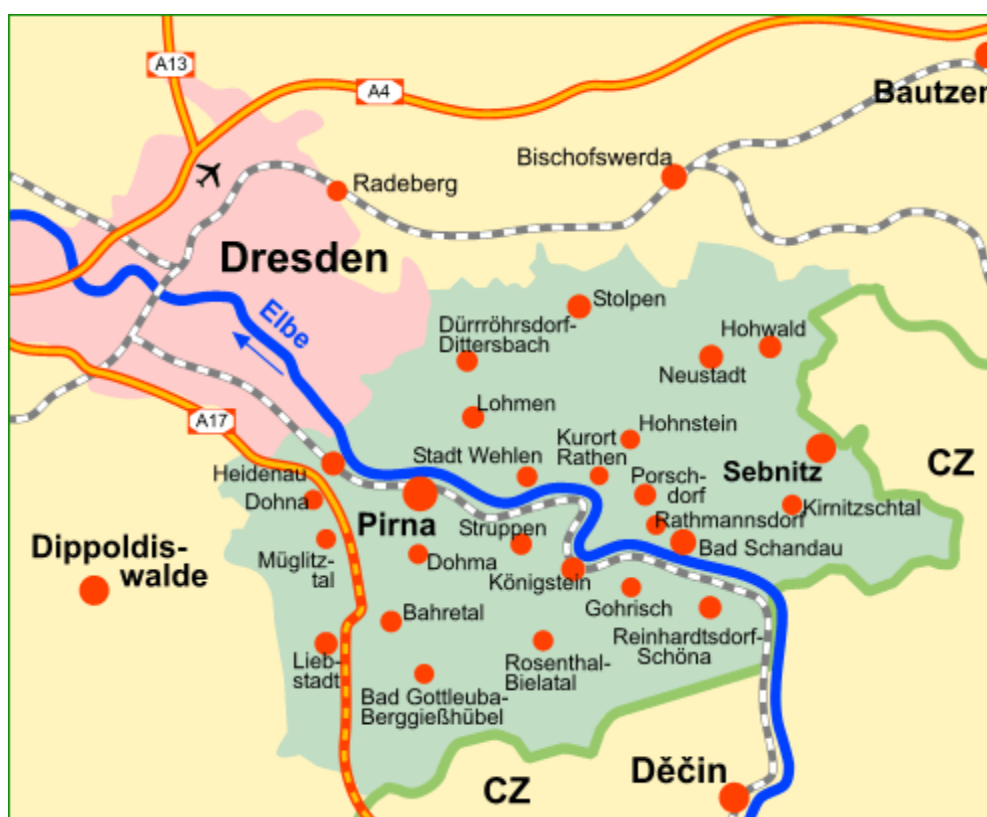 A13
A4
Bautzen
Bischofswerda
Radeberg
Dresden
Elbe
Stolpen
Dürrröhrsdorf-
Dittersbach
Hohwald
Neustadt
Lohmen
A17
Hohnstein
Kurort
Rathen
Stadt Wehlen
Heidenau
Porsch-
dorf
Sebnitz
CZ
Dohna
Kirnitzschtal
Pirna
Struppen
Rathmannsdorf
Bad Schandau
Dippoldis-
walde
Müglitz-
tal
Dohma
Königstein
Gohrisch
Bahretal
Reinhardtsdorf-
Schöna
Lieb-
stadt
Rosenthal-
Bielatal
Bad Gottleuba-
Berggießhübel
Děčín
CZ